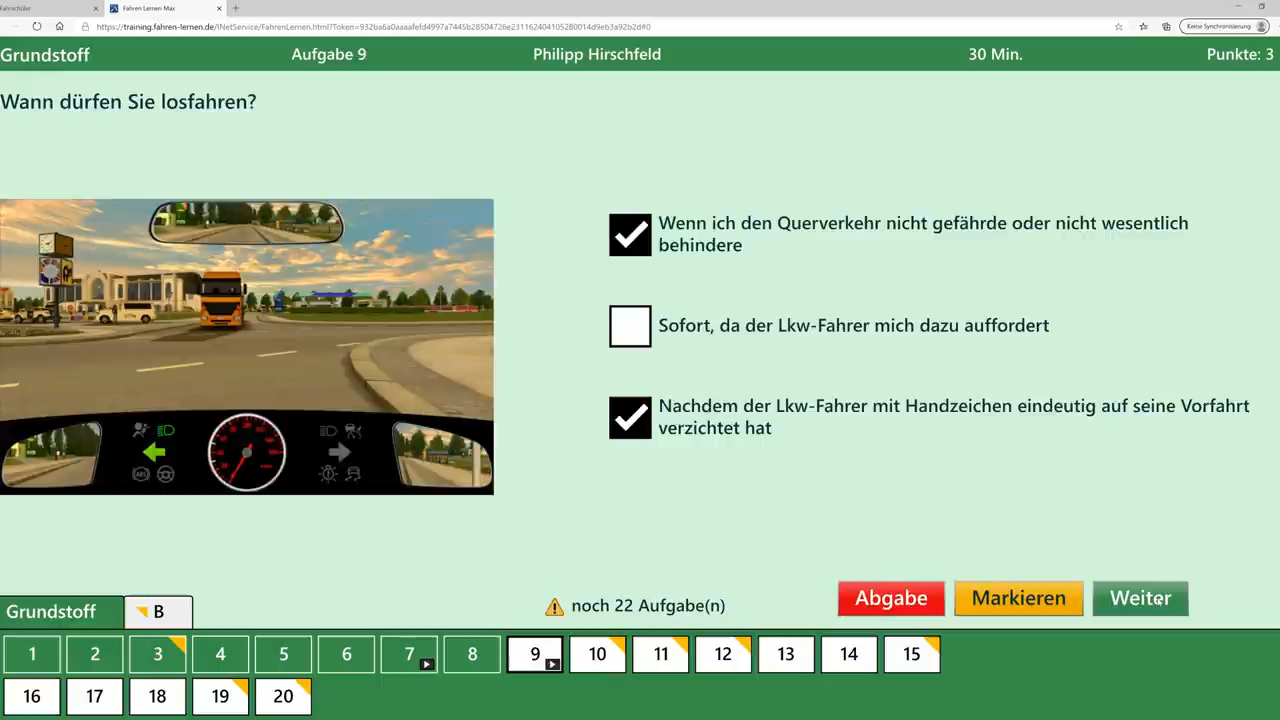 Fahrschüler
Fahren Lernen Max
https://training.fahren-lernen.de/INetService/FahrenLernen.html?Token=932ba6a0aaaafefd4997a7445b28504726e231162404105280014d9eb3a92b2d#0
Keine Synchronisierung
Grundstoff Aufgabe 9 Philipp Hirschfeld 30 Min. Punkte: 3
Wann dürfen Sie losfahren?
Wenn ich den Querverkehr nicht gefährde oder nicht wesentlich
behindere
Sofort, da der Lkw-Fahrer mich dazu auffordert
Nachdem der Lkw-Fahrer mit Handzeichen eindeutig auf seine Vorfahrt
verzichtet hat
ABS
Grundstoff B
noch 22 Aufgabe(n)
Abgabe Markieren Weiter
1 2 3 4 5 6 7 8 9 10 11 12 13 14 15
16 17 18 19 20